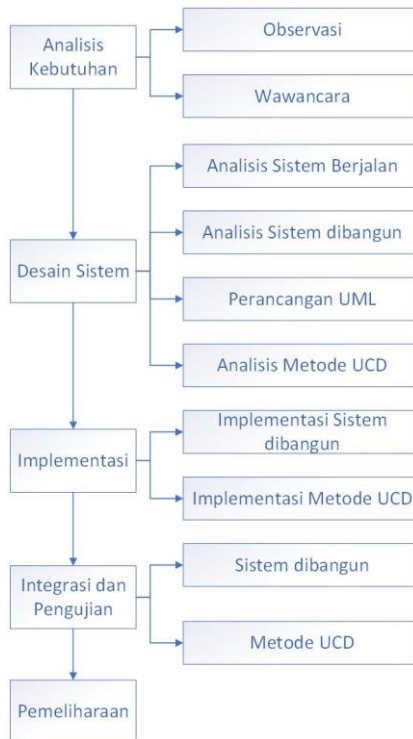 Analisis
Kebutuhan
Observasi
Wawancara
Desain Sistem
Analisis Sistem Berjalan
Analisis Sistem dibangun
Perancangan UML
Analisis Metode UCD
Implementasi
Implementasi Sistem
dibangun
Implementasi Metode UCD
Integrasi dan
Pengujian
Sistem dibangun
Metode UCD
Pemeliharaan